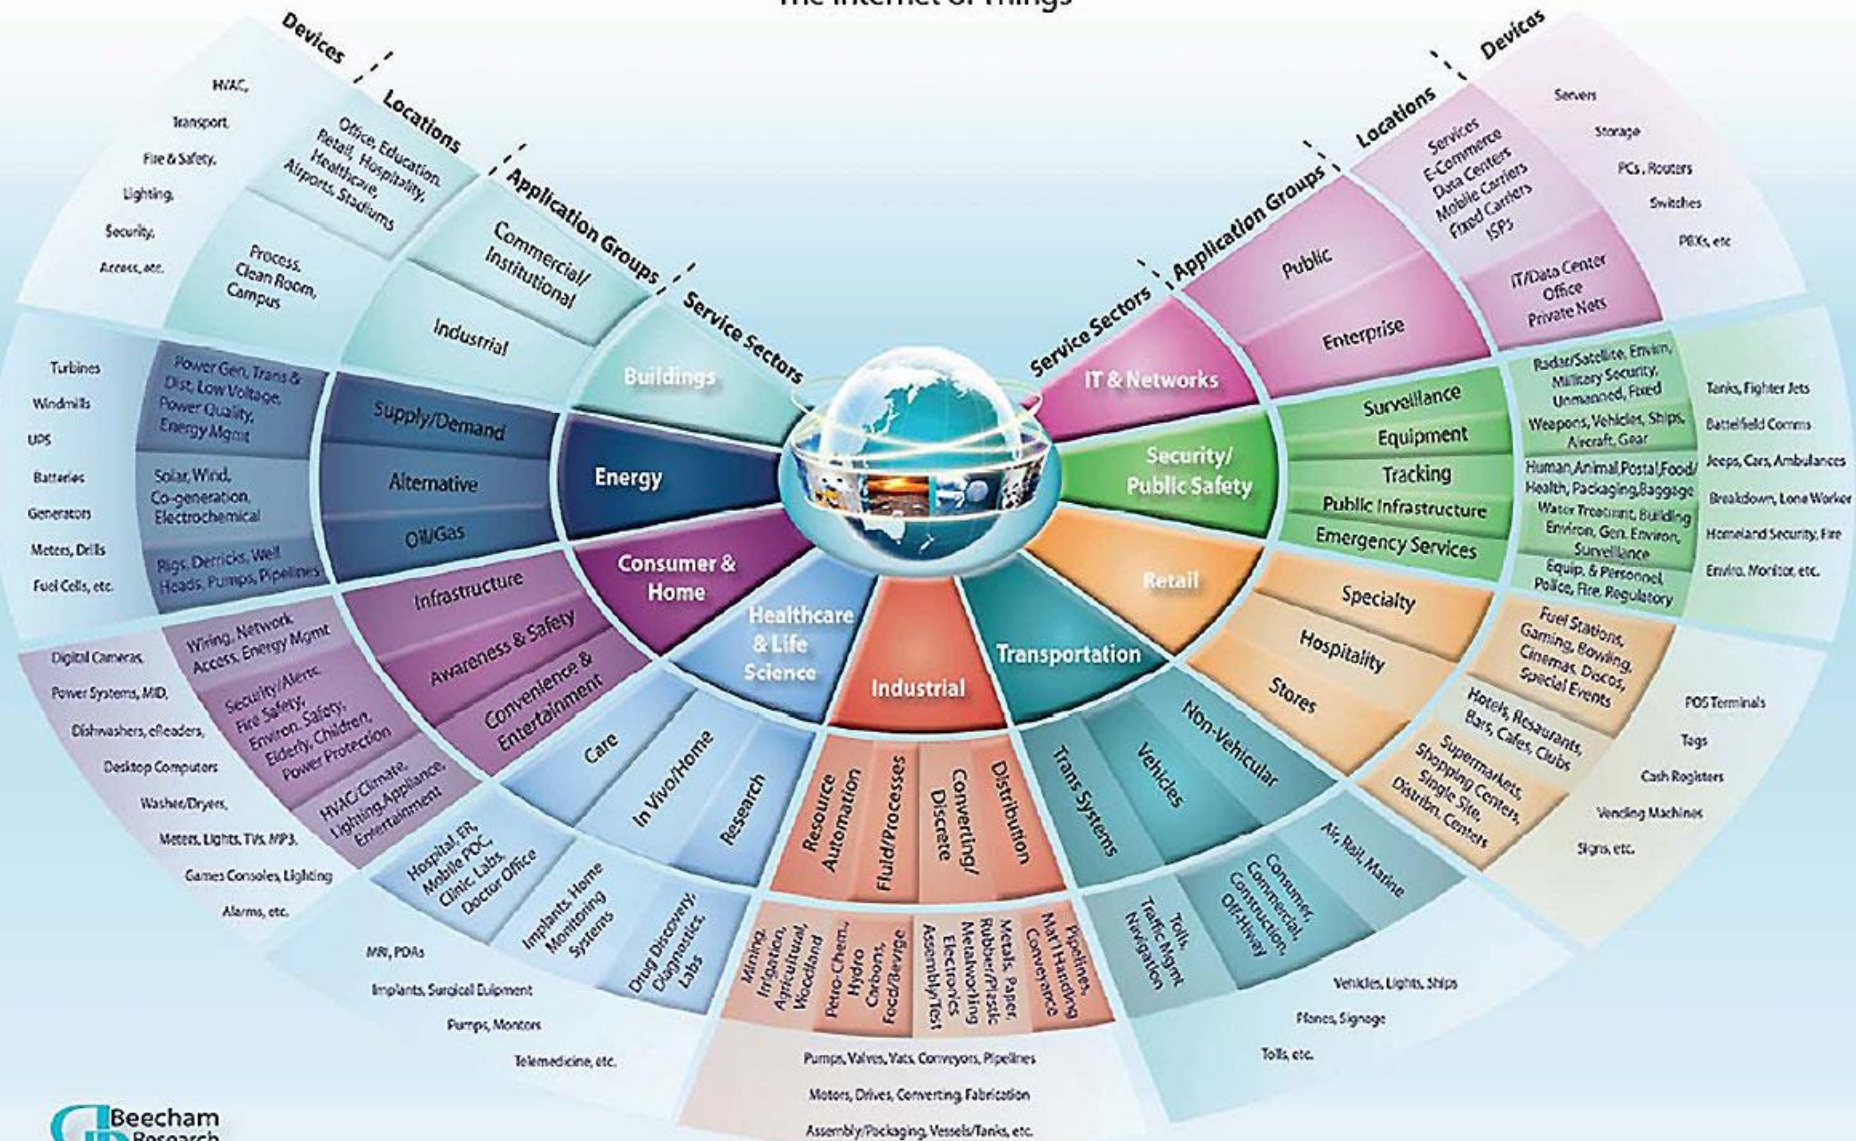 The Internet of Things
Devices
Locations
Application Groups
Service Sectors
HVAC,
Transport,
Fire & Safety,
Lighting,
Security,
Access, etc.
Office, Education,
Retail, Hospitality,
Healthcare,
Airports, Stadiums
Process,
Clean Room,
Campus
Commercial/
Institutional
Industrial
Buildings
Turbines
Windmills
UPS
Batteries
Generators
Meters, Drills
Fuel Cells, etc.
Power Gen, Trans &
Dist, Low Voltage,
Power Quality,
Energy Mgmt
Solar, Wind,
Co-generation,
Electrochemical
Rigs, Derricks, Well
Heads, Pumps, Pipelines
Supply/Demand
Alternative
Oil/Gas
Energy
Digital Cameras,
Power Systems, MID,
Dishwashers, eReaders,
Desktop Computers
Washer/Dryers,
Meters, Lights, TVs, MP3,
Games Consoles, Lighting
Alarms, etc.
Wiring, Network
Access, Energy Mgmt
Security/Alerts,
Fire Safety,
Environ. Safety,
Elderly, Children,
Power Protection
HVAC/Climate,
Lighting, Appliance,
Entertainment
Infrastructure
Awareness & Safety
Convenience &
Entertainment
Consumer &
Home
MRI, PDAs
Implants, Surgical Euipment
Pumps, Montors
Telemedicine, etc.
Hospital, ER,
Mobile POC,
Clinic, Labs,
Doctor Office
Implants, Home
Monitoring
Systems
Drug Discovery,
Diagnostics,
Labs
Care
In Vivo/Home
Research
Healthcare
& Life
Science
Industrial
Resource
Automation
Fluid/Processes
Converting/
Discrete
Distribution
Mining,
Irrigation,
Agricultural,
Woodland
Petro-Chem.,
Hydro
Carbons,
Food/Bevrge
Metals, Paper,
Rubber/Plastic
Metalworking
Electronics
Assembly/Test
Pipelines,
Mat'l Handling
Conveyance
Pumps, Valves, Vats, Conveyors, Pipelines
Motors, Drives, Converting, Fabrication
Assembly/Packaging, Vessels/Tanks, etc.
Transportation
Trans Systems
Vehicles
Non-Vehicular
Tolls,
Traffic Mgmt
Navigation
Consumer,
Commercial,
Construction,
Off-Hiway
Air, Rail, Marine
Vehicles, Lights, Ships
Planes, Signage
Tolls, etc.
Retail
Specialty
Hospitality
Stores
Fuel Stations,
Gaming, Bowling,
Cinemas, Discos,
Special Events
Hotels, Resaurants,
Bars, Cafes, Clubs
Supermarkets,
Shopping Centers,
Single Site,
Distribn, Centers
POS Terminals
Tags
Cash Registers
Vending Machines
Signs, etc.
Security/
Public Safety
Surveillance
Equipment
Tracking
Public Infrastructure
Emergency Services
Radar/Satellite, Environ,
Military Security,
Unmanned, Fixed
Weapons, Vehicles, Ships,
Aircraft, Gear
Human,Animal,Postal,Food/
Health, Packaging,Baggage
Water Treatmnt, Building
Environ, Gen. Environ,
Surveillance
Equip, & Personnel,
Police, Fire, Regulatory
Tanks, Fighter Jets
Battelfield Comms
Jeeps, Cars, Ambulances
Breakdown, Lone Worker
Homeland Security, Fire
Enviro. Monitor, etc.
IT & Networks
Public
Enterprise
Services
E-Commerce
Data Centers
Mobile Carriers
Fixed Carriers
ISPs
IT/Data Center
Office
Private Nets
Servers
Storage
PCs, Routers
Switches
PBXs, etc
Service Sectors
Application Groups
Locations
Devices
Beecham
Research